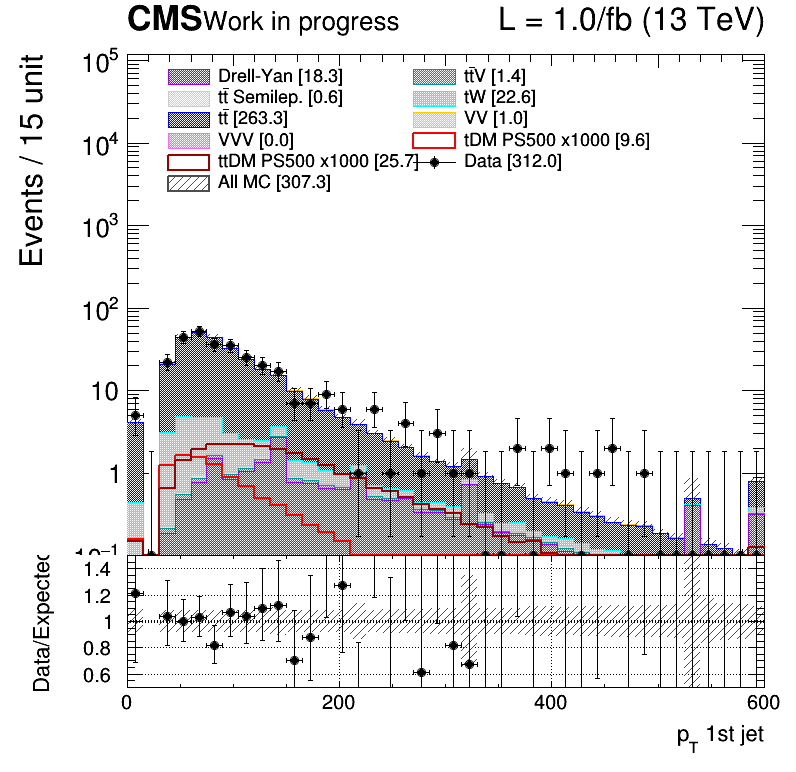 CMS Work in progress L = 1.0/fb (13 TeV)
Events / 15 unit
10⁵
10⁴
10³
10²
10
1
10⁻¹
Drell-Yan [18.3]
tt̄V [1.4]
tt̄ Semilep. [0.6]
tW [22.6]
tt̄ [263.3]
VV [1.0]
VVV [0.0]
tDM PS500 x1000 [9.6]
ttDM PS500 x1000 [25.7]
Data [312.0]
All MC [307.3]
Data/Expected
1.4
1.2
1
0.8
0.6
0 200 400 600
p_T 1st jet